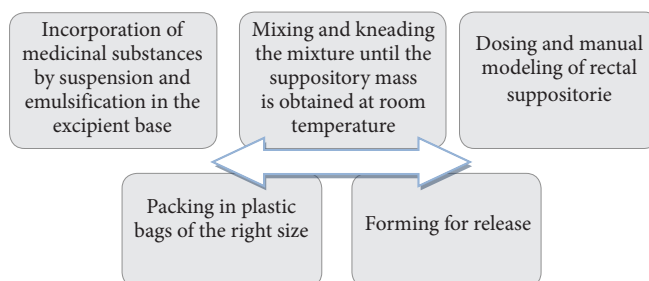 Incorporation of
medicinal substances
by suspension and
emulsification in the
excipient base
Mixing and kneading
the mixture until the
suppository mass
is obtained at room
temperature
Dosing and manual
modeling of rectal
suppositorie
Packing in plastic
bags of the right size
Forming for release